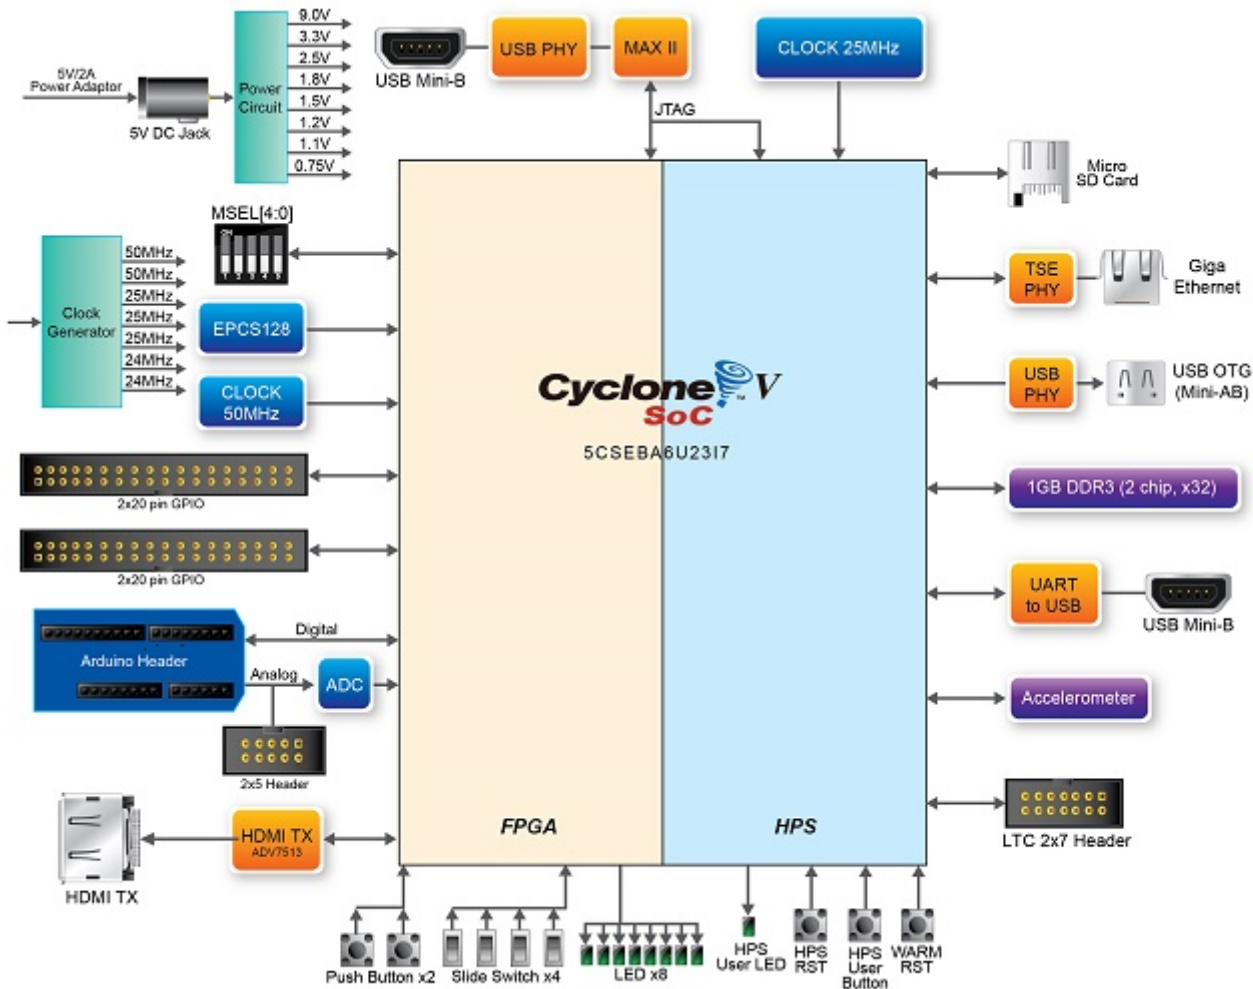 5V/2A
Power Adaptor
5V DC Jack
Power
Circuit
9.0V
3.3V
2.5V
1.8V
1.5V
1.2V
1.1V
0.75V
USB Mini-B
USB PHY
MAX II
JTAG
CLOCK 25MHz
Clock
Generator
50MHz
50MHz
25MHz
25MHz
25MHz
24MHz
24MHz
MSEL[4:0]
ON
1 2 3 4 5
EPCS128
CLOCK
50MHz
2x20 pin GPIO
2x20 pin GPIO
Arduino Header
Digital
Analog
ADC
2x5 Header
HDMI TX
HDMI TX
ADV7513
Cyclone V
SoC
5CSEBA6U23I7
FPGA
HPS
Micro
SD Card
TSE
PHY
Giga
Ethernet
USB
PHY
USB OTG
(Mini-AB)
1GB DDR3 (2 chip, x32)
UART
to USB
USB Mini-B
Accelerometer
LTC 2x7 Header
Push Button x2
Slide Switch x4
LED x8
HPS
User LED
HPS
RST
HPS
User
Button
WARM
RST